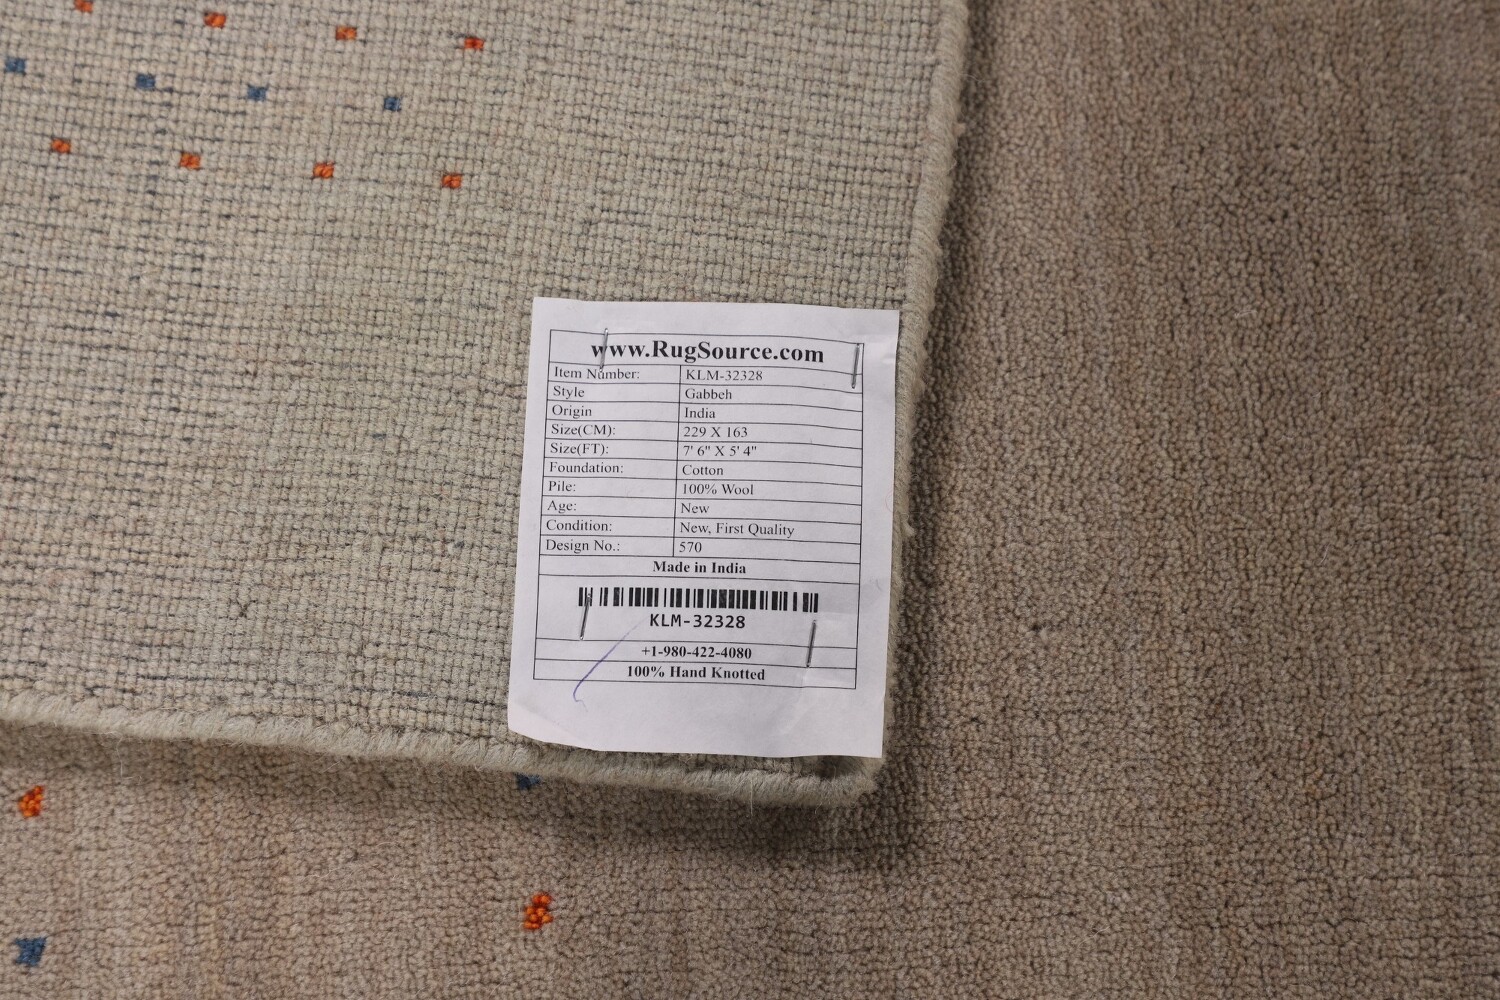 www.RugSource.com
Item Number: KLM-32328
Style Gabbeh
Origin India
Size(CM): 229 X 163
Size(FT): 7' 6" X 5' 4"
Foundation: Cotton
Pile: 100% Wool
Age: New
Condition: New, First Quality
Design No.: 570
Made in India
KLM-32328
+1-980-422-4080
100% Hand Knotted